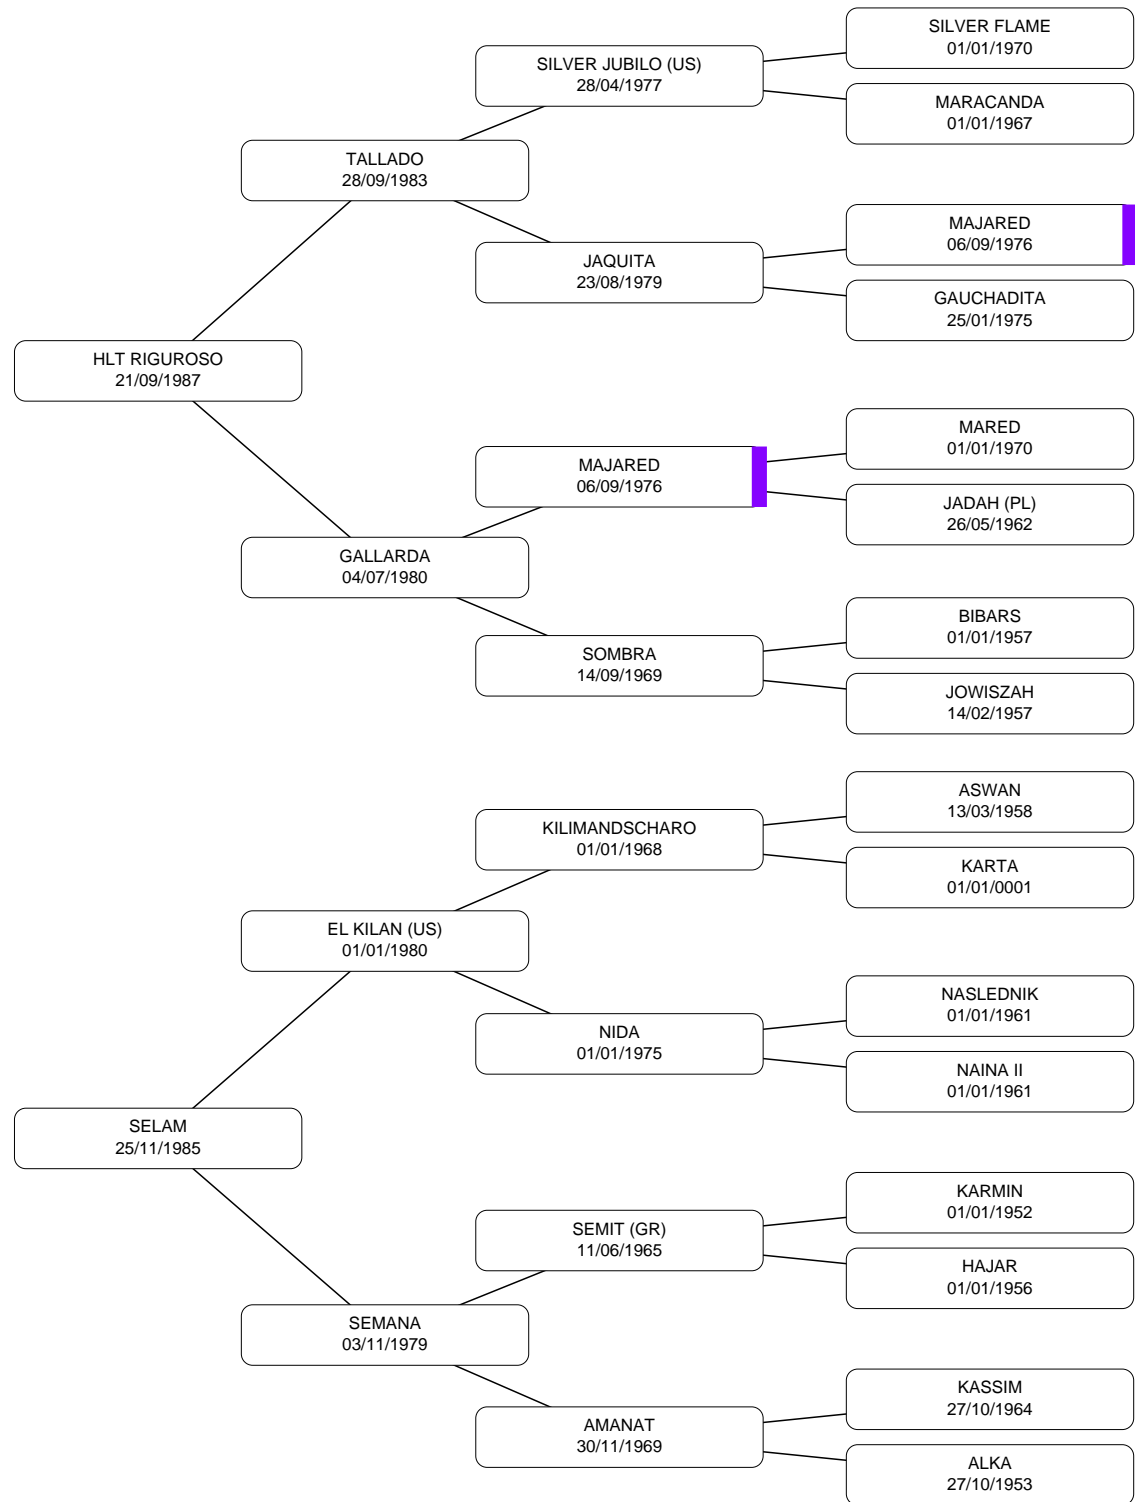 SILVER FLAME
01/01/1970
SILVER JUBILO (US)
28/04/1977
MARACANDA
01/01/1967
TALLADO
28/09/1983
MAJARED
06/09/1976
JAQUITA
23/08/1979
GAUCHADITA
25/01/1975
HLT RIGUROSO
21/09/1987
MARED
01/01/1970
MAJARED
06/09/1976
JADAH (PL)
26/05/1962
GALLARDA
04/07/1980
BIBARS
01/01/1957
SOMBRA
14/09/1969
JOWISZAH
14/02/1957
ASWAN
13/03/1958
KILIMANDSCHARO
01/01/1968
KARTA
01/01/0001
EL KILAN (US)
01/01/1980
NASLEDNIK
01/01/1961
NIDA
01/01/1975
NAINA II
01/01/1961
SELAM
25/11/1985
KARMIN
01/01/1952
SEMIT (GR)
11/06/1965
HAJAR
01/01/1956
SEMANA
03/11/1979
KASSIM
27/10/1964
AMANAT
30/11/1969
ALKA
27/10/1953